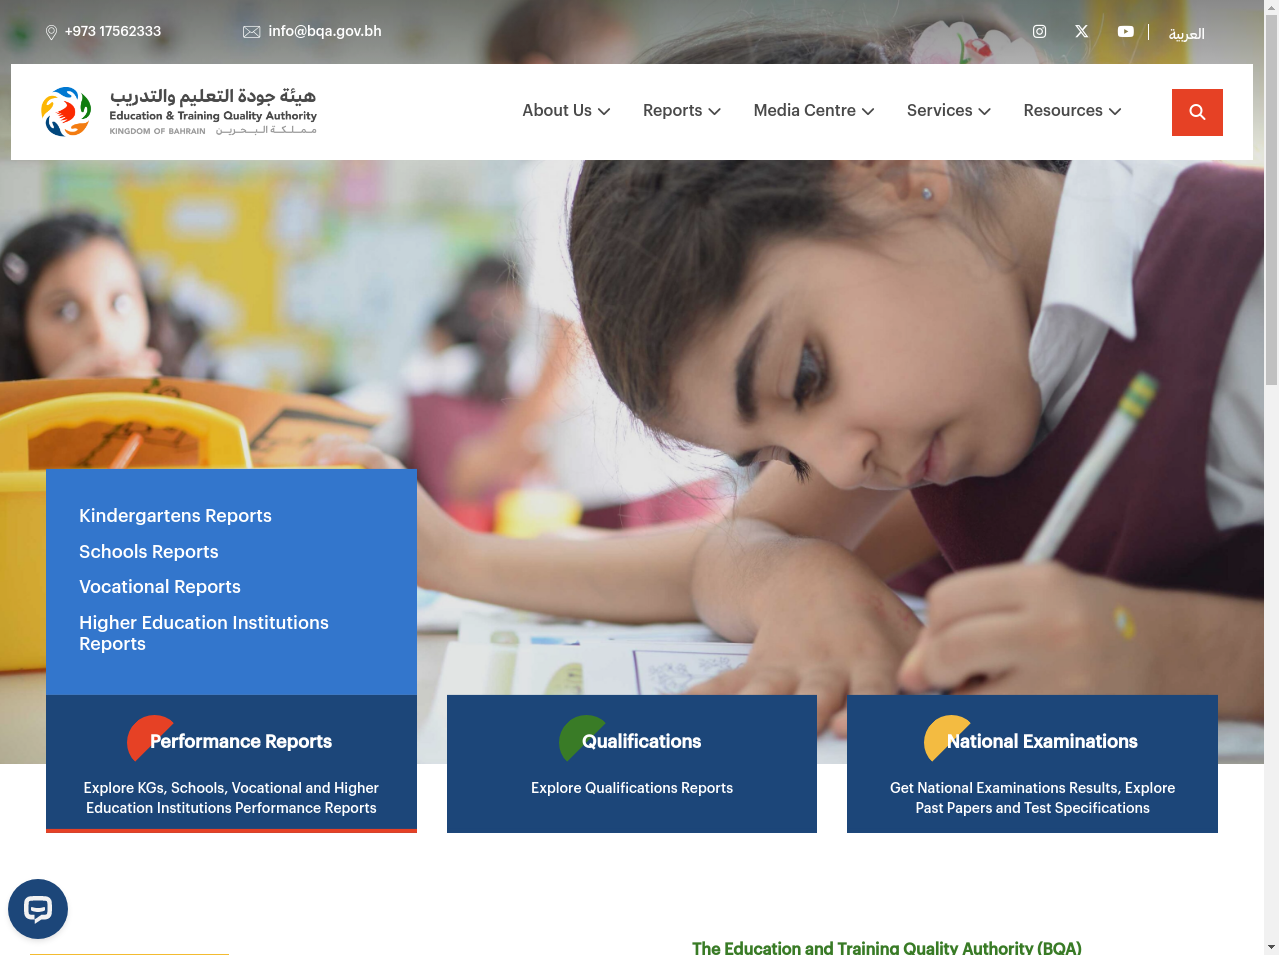 +973 17562333
info@bqa.gov.bh
العربية
هيئة جودة التعليم والتدريب
Education & Training Quality Authority
KINGDOM OF BAHRAIN مـمـلـكـة الـبـحـريـن
About Us
Reports
Media Centre
Services
Resources
Kindergartens Reports
Schools Reports
Vocational Reports
Higher Education Institutions
Reports
Performance Reports
Explore KGs, Schools, Vocational and Higher
Education Institutions Performance Reports
Qualifications
Explore Qualifications Reports
National Examinations
Get National Examinations Results, Explore
Past Papers and Test Specifications
The Education and Training Quality Authority (BQA)